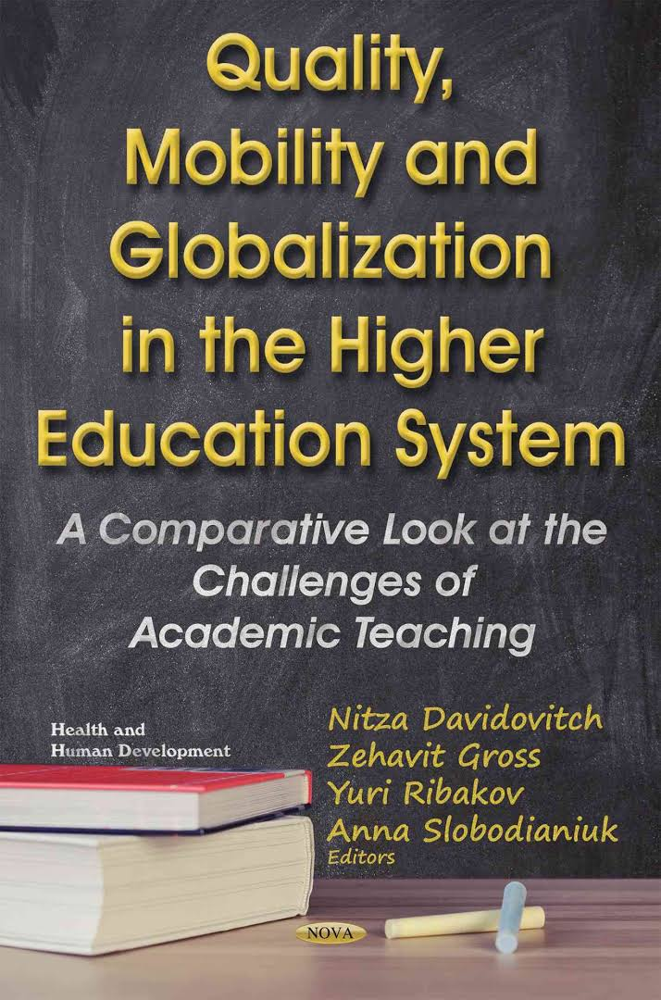 Quality,
Mobility and
Globalization
in the Higher
Education System
A Comparative Look at the
Challenges of
Academic Teaching
Health and
Human Development
Nitza Davidovitch
Zehavit Gross
Yuri Ribakov
Anna Slobodianiuk
Editors
NOVA